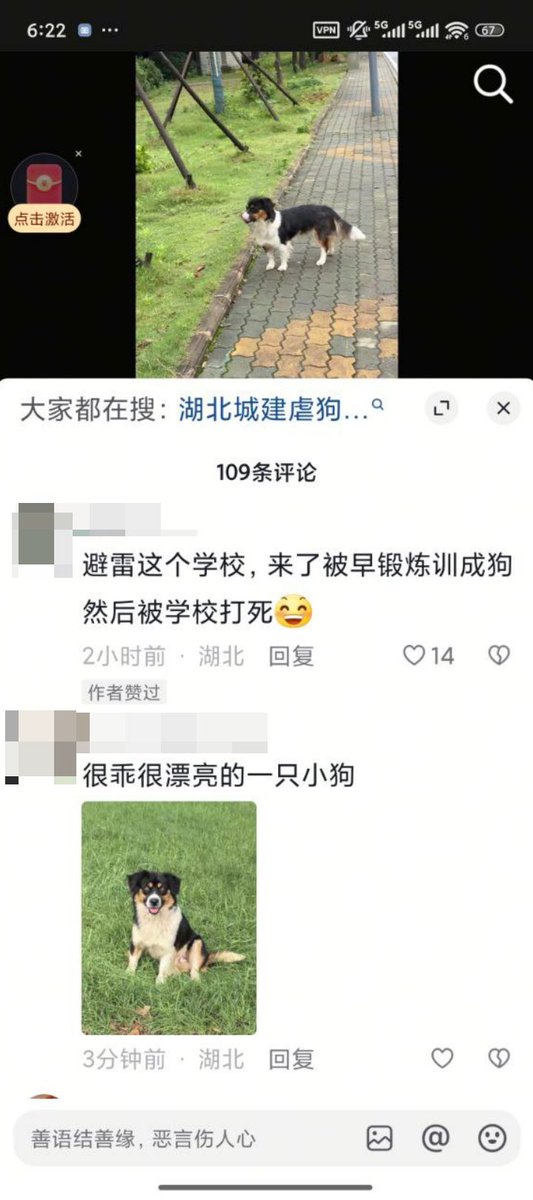 6:22
VPN 5G 5G 6 67
点击激活
大家都在搜：湖北城建虐狗...
109条评论
避雷这个学校，来了被早锻炼训成狗
然后被学校打死
2小时前 · 湖北 回复 14
作者赞过
很乖很漂亮的一只小狗
3分钟前 · 湖北 回复
善语结善缘，恶言伤人心